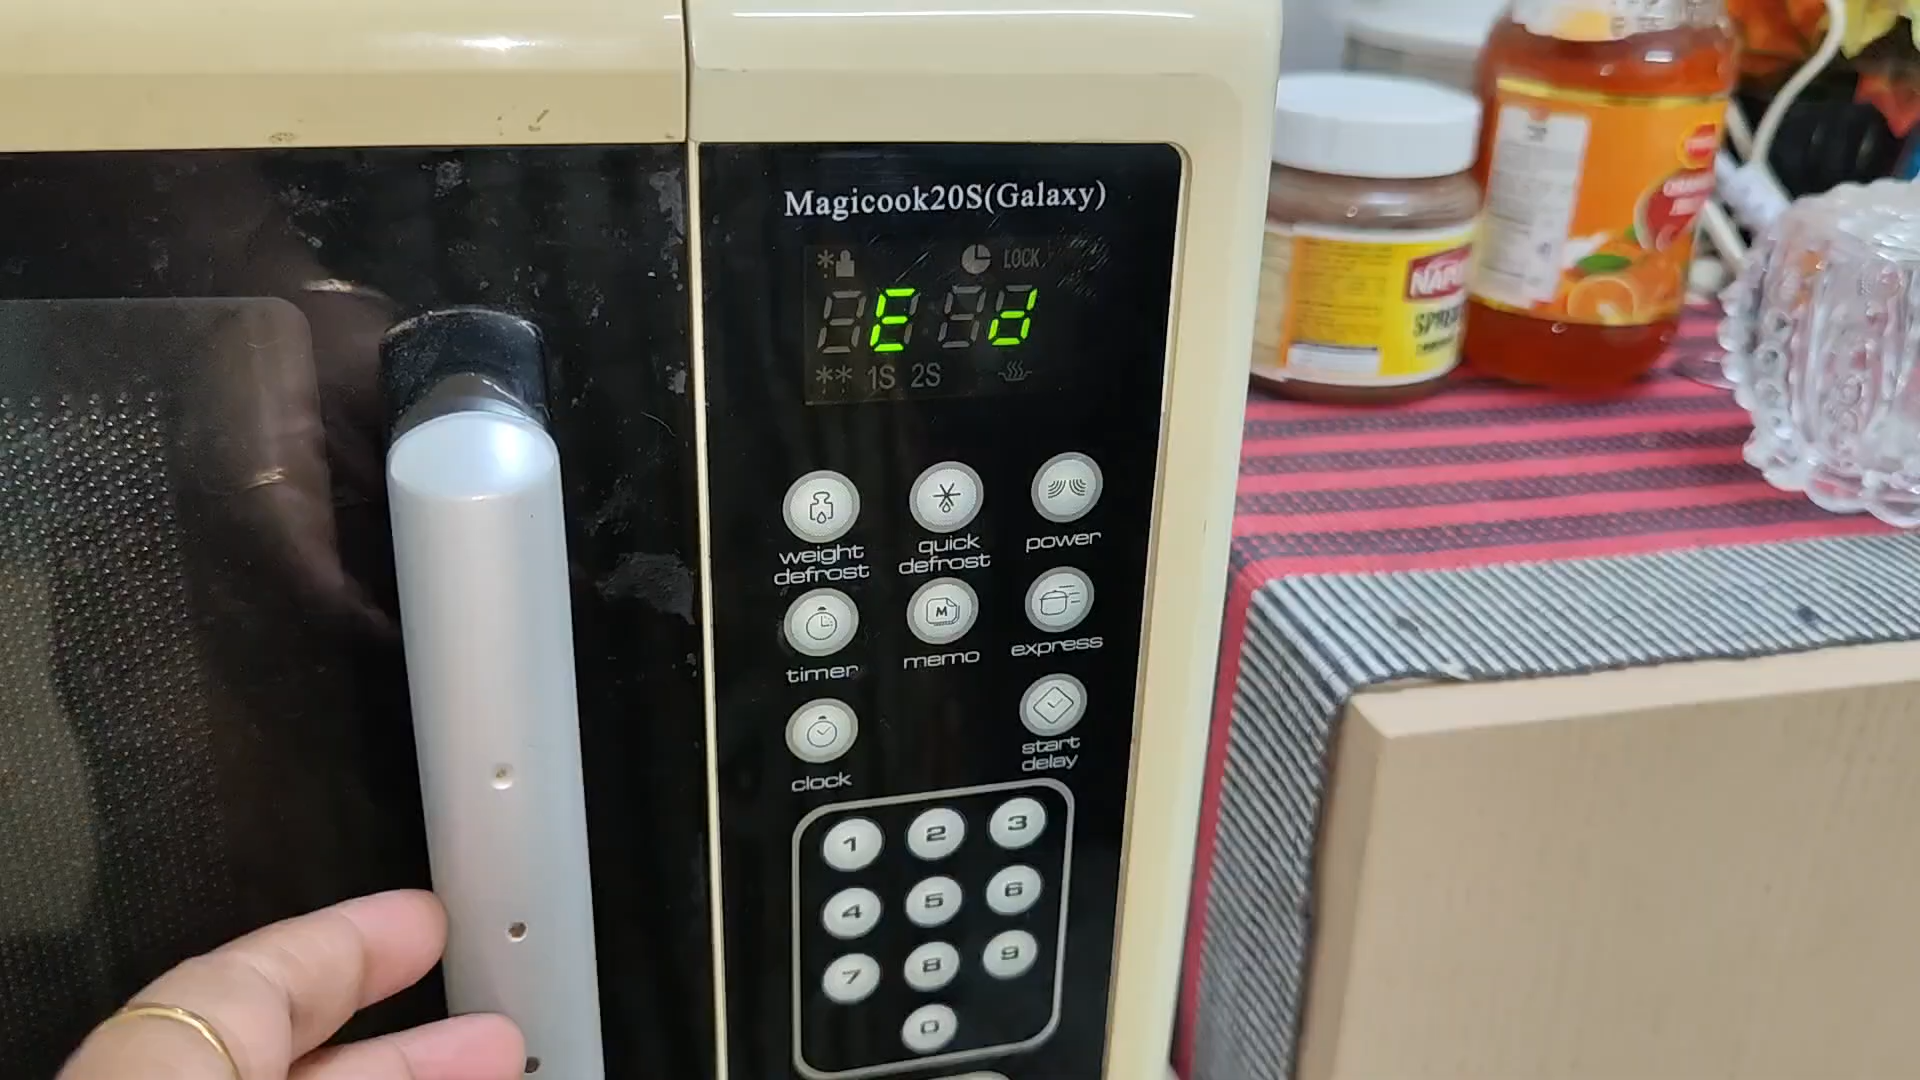 Magicook20S(Galaxy)
LOCK
E d
1S 2S
weight
defrost
quick
defrost
power
timer
memo
express
clock
start
delay
1 2 3
4 5 6
7 8 9
0
SPREAD